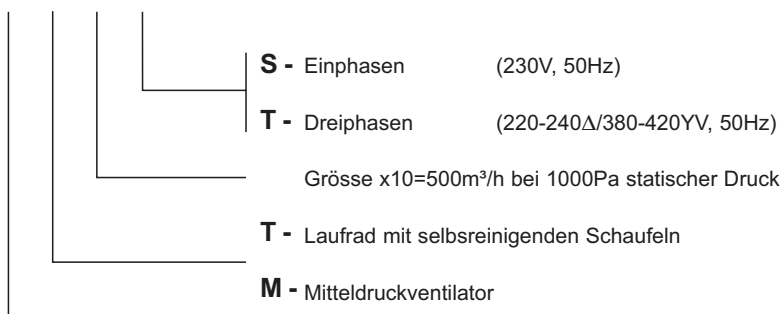 S - Einphasen (230V, 50Hz)
T - Dreiphasen (220-240Δ/380-420YV, 50Hz)
Grösse x10=500m³/h bei 1000Pa statischer Druck
T - Laufrad mit selbsreinigenden Schaufeln
M - Mitteldruckventilator